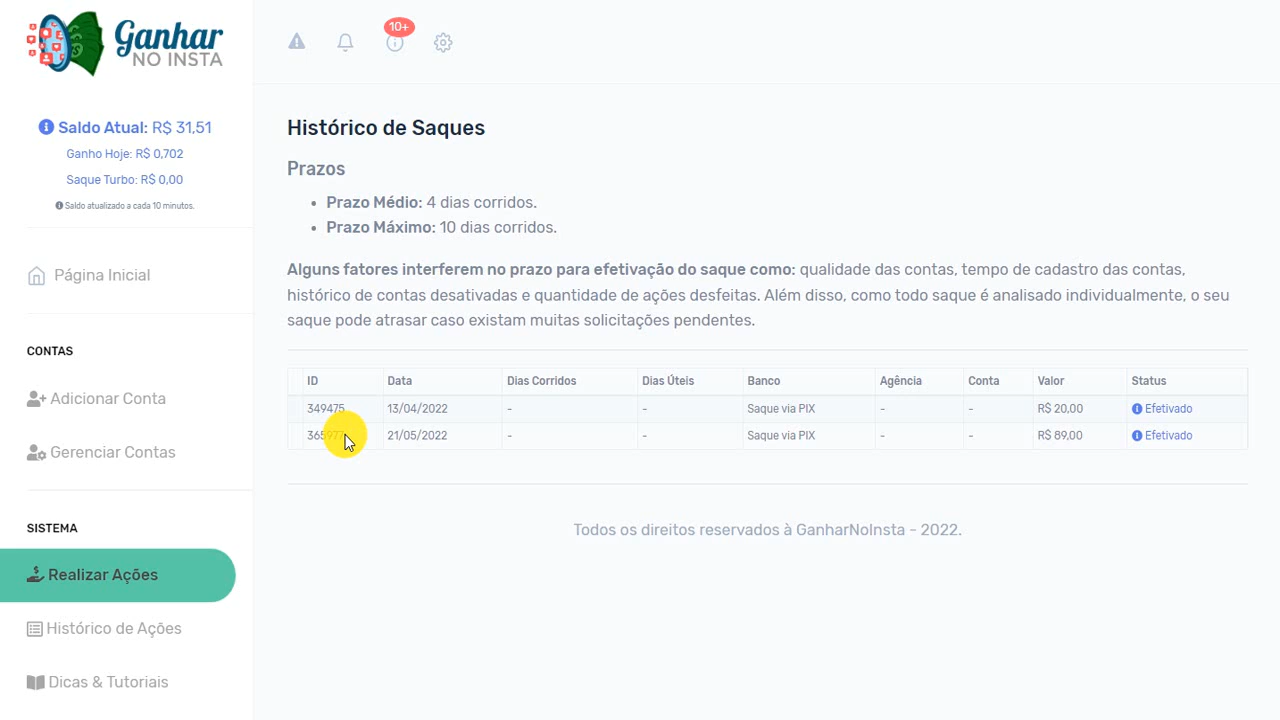 Ganhar
NO INSTA
10+
Saldo Atual: R$ 31,51
Ganho Hoje: R$ 0,702
Saque Turbo: R$ 0,00
Saldo atualizado a cada 10 minutos.
Página Inicial
CONTAS
Adicionar Conta
Gerenciar Contas
SISTEMA
Realizar Ações
Histórico de Ações
Dicas & Tutoriais
Histórico de Saques
Prazos
• Prazo Médio: 4 dias corridos.
• Prazo Máximo: 10 dias corridos.
Alguns fatores interferem no prazo para efetivação do saque como: qualidade das contas, tempo de cadastro das contas,
histórico de contas desativadas e quantidade de ações desfeitas. Além disso, como todo saque é analisado individualmente, o seu
saque pode atrasar caso existam muitas solicitações pendentes.
ID Data Dias Corridos Dias Úteis Banco Agência Conta Valor Status
349475 13/04/2022 - - Saque via PIX - - R$ 20,00 Efetivado
21/05/2022 - - Saque via PIX - - R$ 89,00 Efetivado
Todos os direitos reservados à GanharNoInsta - 2022.